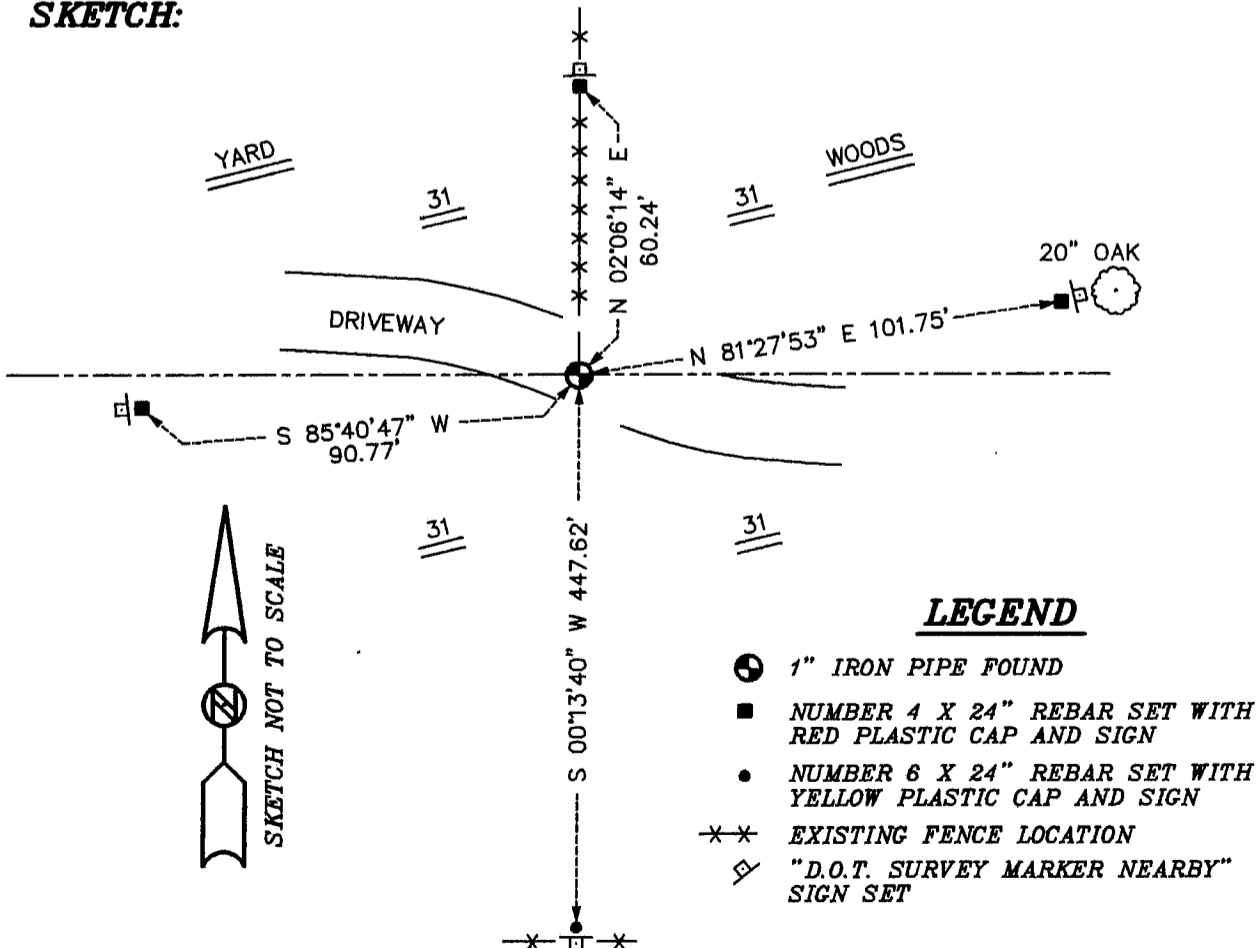 SKETCH:
YARD
WOODS
31
31
N 02°06'14" E
60.24'
20" OAK
DRIVEWAY
N 81°27'53" E 101.75'
S 85°40'47" W
90.77'
31
31
S 00°13'40" W 447.62'
N
SKETCH NOT TO SCALE
LEGEND
1" IRON PIPE FOUND
NUMBER 4 X 24" REBAR SET WITH
RED PLASTIC CAP AND SIGN
NUMBER 6 X 24" REBAR SET WITH
YELLOW PLASTIC CAP AND SIGN
EXISTING FENCE LOCATION
"D.O.T. SURVEY MARKER NEARBY"
SIGN SET